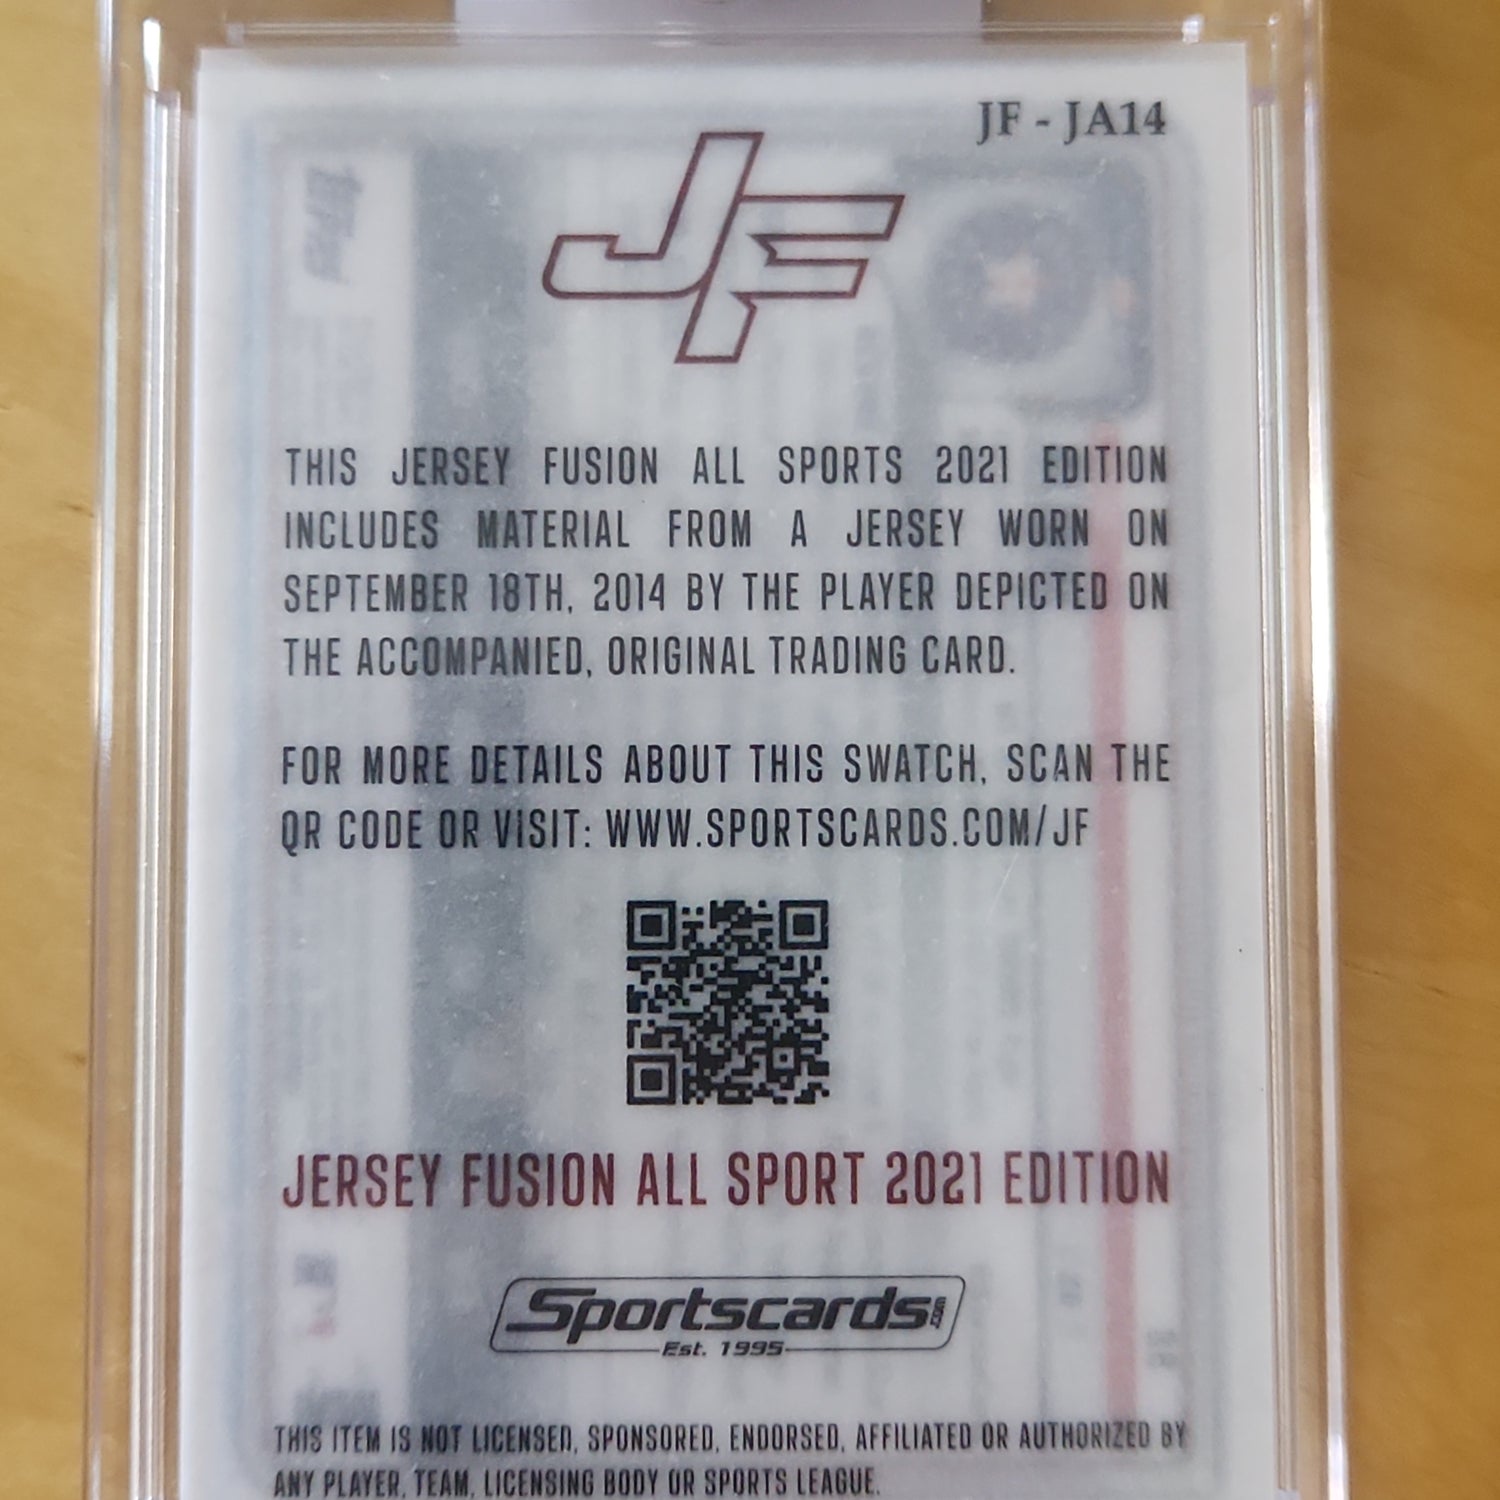 JF - JA14
JF
THIS JERSEY FUSION ALL SPORTS 2021 EDITION
INCLUDES MATERIAL FROM A JERSEY WORN ON
SEPTEMBER 18TH, 2014 BY THE PLAYER DEPICTED ON
THE ACCOMPANIED, ORIGINAL TRADING CARD.
FOR MORE DETAILS ABOUT THIS SWATCH, SCAN THE
QR CODE OR VISIT: WWW.SPORTSCARDS.COM/JF
JERSEY FUSION ALL SPORT 2021 EDITION
Sportscards.com
Est. 1995
THIS ITEM IS NOT LICENSED, SPONSORED, ENDORSED, AFFILIATED OR AUTHORIZED BY
ANY PLAYER, TEAM, LICENSING BODY OR SPORTS LEAGUE.